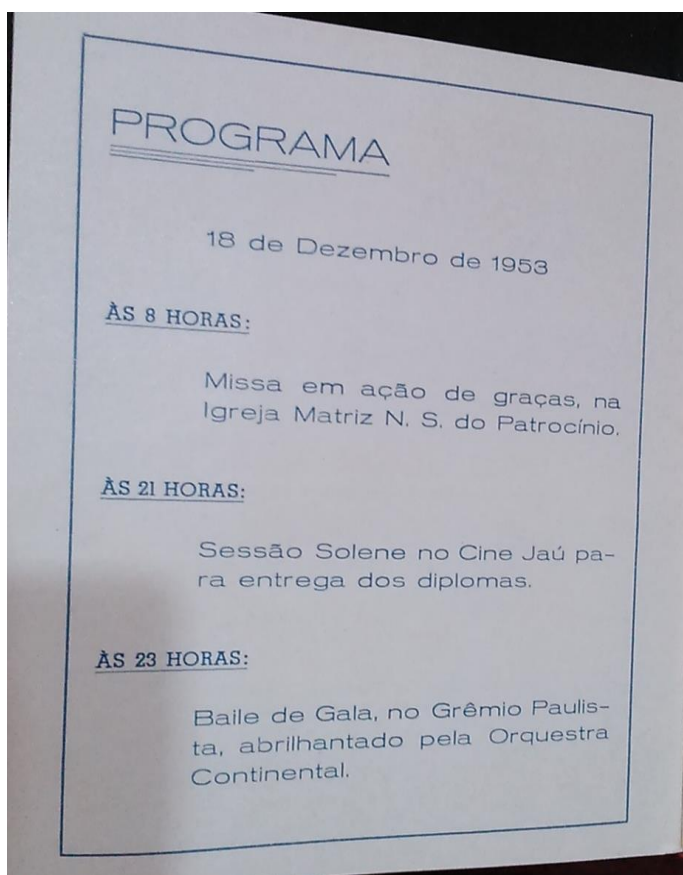 PROGRAMA
18 de Dezembro de 1953
ÀS 8 HORAS:
Missa em ação de graças, na
Igreja Matriz N. S. do Patrocínio.
ÀS 21 HORAS:
Sessão Solene no Cine Jaú pa-
ra entrega dos diplomas.
ÀS 23 HORAS:
Baile de Gala, no Grêmio Paulis-
ta, abrilhantado pela Orquestra
Continental.